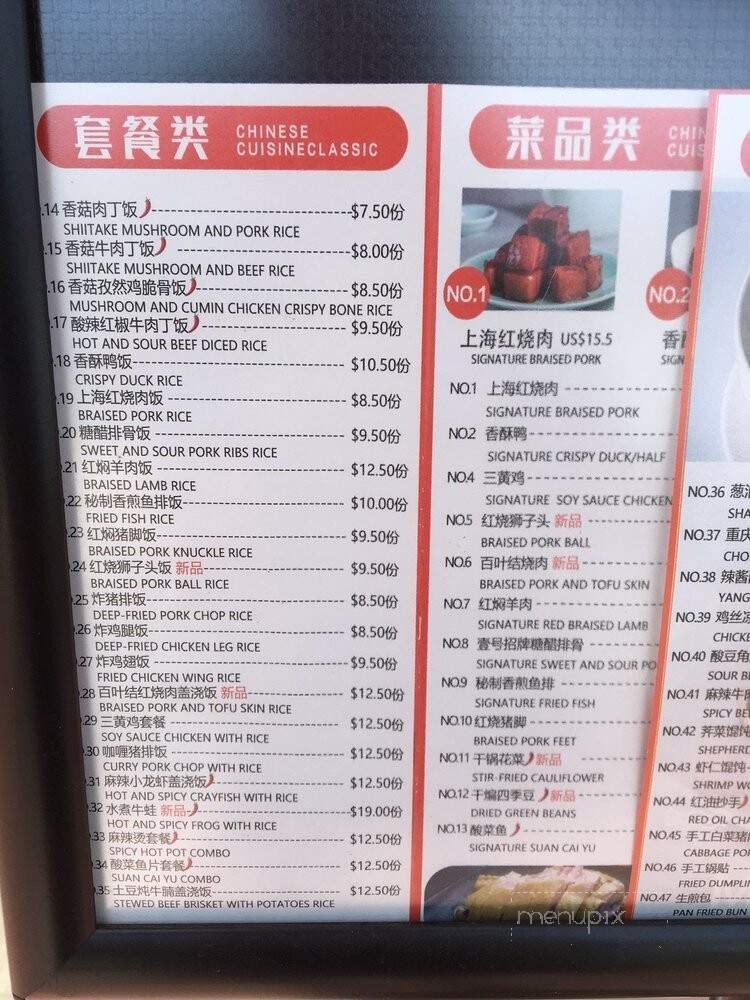 套餐类 CHINESE
CUISINECLASSIC
.14 香菇肉丁饭 $7.50份
SHIITAKE MUSHROOM AND PORK RICE
.15 香菇牛肉丁饭 $8.00份
SHIITAKE MUSHROOM AND BEEF RICE
.16 香菇孜然鸡脆骨饭 $8.50份
MUSHROOM AND CUMIN CHICKEN CRISPY BONE RICE
.17 酸辣红椒牛肉丁饭 $9.50份
HOT AND SOUR BEEF DICED RICE
.18 香酥鸭饭 $10.50份
CRISPY DUCK RICE
.19 上海红烧肉饭 $8.50份
BRAISED PORK RICE
.20 糖醋排骨饭 $9.50份
SWEET AND SOUR PORK RIBS RICE
.21 红焖羊肉饭 $12.50份
BRAISED LAMB RICE
.22 秘制香煎鱼排饭 $10.00份
FRIED FISH RICE
.23 红焖猪脚饭 $9.50份
BRAISED PORK KNUCKLE RICE
.24 红烧狮子头饭 新品 $9.50份
BRAISED PORK BALL RICE
.25 炸猪排饭 $8.50份
DEEP-FRIED PORK CHOP RICE
.26 炸鸡腿饭 $8.50份
DEEP-FRIED CHICKEN LEG RICE
.27 炸鸡翅饭 $9.50份
FRIED CHICKEN WING RICE
.28 百叶结红烧肉盖浇饭 新品 $12.50份
BRAISED PORK AND TOFU SKIN RICE
.29 三黄鸡套餐 $12.50份
SOY SAUCE CHICKEN WITH RICE
.30 咖喱猪排饭 $12.50份
CURRY PORK CHOP WITH RICE
.31 麻辣小龙虾盖浇饭 $12.50份
HOT AND SPICY CRAYFISH WITH RICE
.32 水煮牛蛙 新品 $19.00份
HOT AND SPICY FROG WITH RICE
.33 麻辣烫套餐 $12.50份
SPICY HOT POT COMBO
.34 酸菜鱼片套餐 $12.50份
SUAN CAI YU COMBO
.35 土豆炖牛腩盖浇饭 $12.50份
STEWED BEEF BRISKET WITH POTATOES RICE
菜品类 CHIN
CUIS
NO.1
NO.2
上海红烧肉 US$15.5
SIGNATURE BRAISED PORK
香酥
SIGN
NO.1 上海红烧肉
SIGNATURE BRAISED PORK
NO.2 香酥鸭
SIGNATURE CRISPY DUCK/HALF
NO.4 三黄鸡
SIGNATURE SOY SAUCE CHICKEN
NO.5 红烧狮子头 新品
BRAISED PORK BALL
NO.6 百叶结烧肉 新品
BRAISED PORK AND TOFU SKIN
NO.7 红焖羊肉
SIGNATURE RED BRAISED LAMB
NO.8 壹号招牌糖醋排骨
SIGNATURE SWEET AND SOUR PO
NO.9 秘制香煎鱼排
SIGNATURE FRIED FISH
NO.10 红烧猪脚
BRAISED PORK FEET
NO.11 干锅花菜 新品
STIR-FRIED CAULIFLOWER
NO.12 干煸四季豆 新品
DRIED GREEN BEANS
NO.13 酸菜鱼
SIGNATURE SUAN CAI YU
NO.36 葱油
SHA
NO.37 重庆
CHO
NO.38 辣酱
YANG
NO.39 鸡丝凉
CHICKE
NO.40 酸豆角
SOUR BE
NO.41 麻辣牛
SPICY BE
NO.42 荠菜馄饨
SHEPHERD
NO.43 虾仁馄饨
SHRIMP WO
NO.44 红油抄手
RED OIL CHA
NO.45 手工白菜猪
CABBAGE PO
NO.46 手工锅贴
FRIED DUMPLIN
NO.47 生煎包
PAN FRIED BUN
menupix